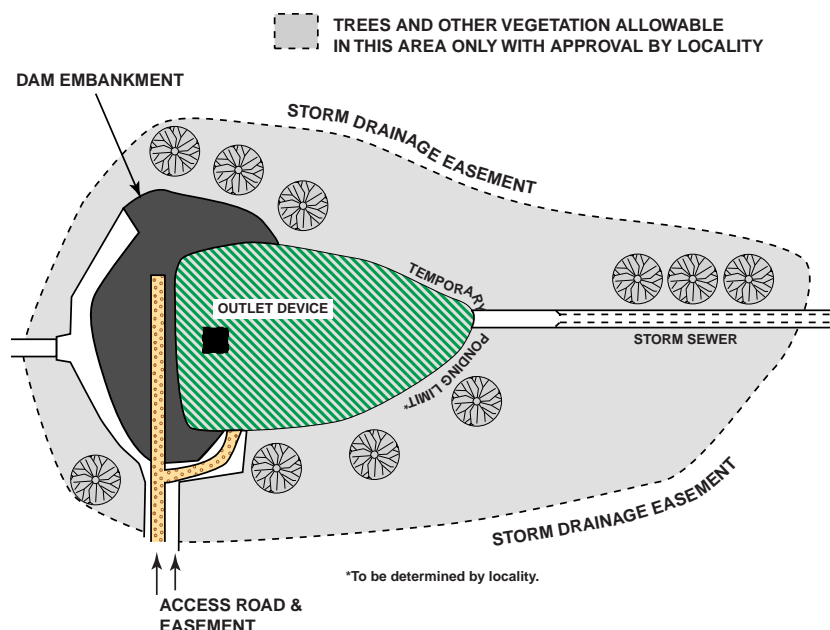 TREES AND OTHER VEGETATION ALLOWABLE
IN THIS AREA ONLY WITH APPROVAL BY LOCALITY
DAM EMBANKMENT
STORM DRAINAGE EASEMENT
TEMPORARY
PONDING LIMIT*
OUTLET DEVICE
STORM SEWER
STORM DRAINAGE EASEMENT
*To be determined by locality.
ACCESS ROAD &
EASEMENT